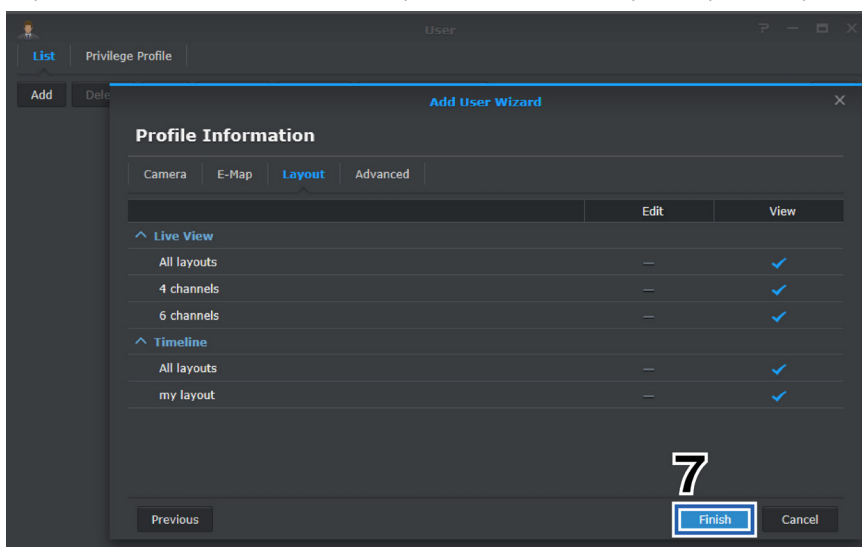 User
List Privilege Profile
Add Dele
Add User Wizard
Profile Information
Camera E-Map Layout Advanced
Edit View
Live View
All layouts
4 channels
6 channels
Timeline
All layouts
my layout
7
Previous Finish Cancel